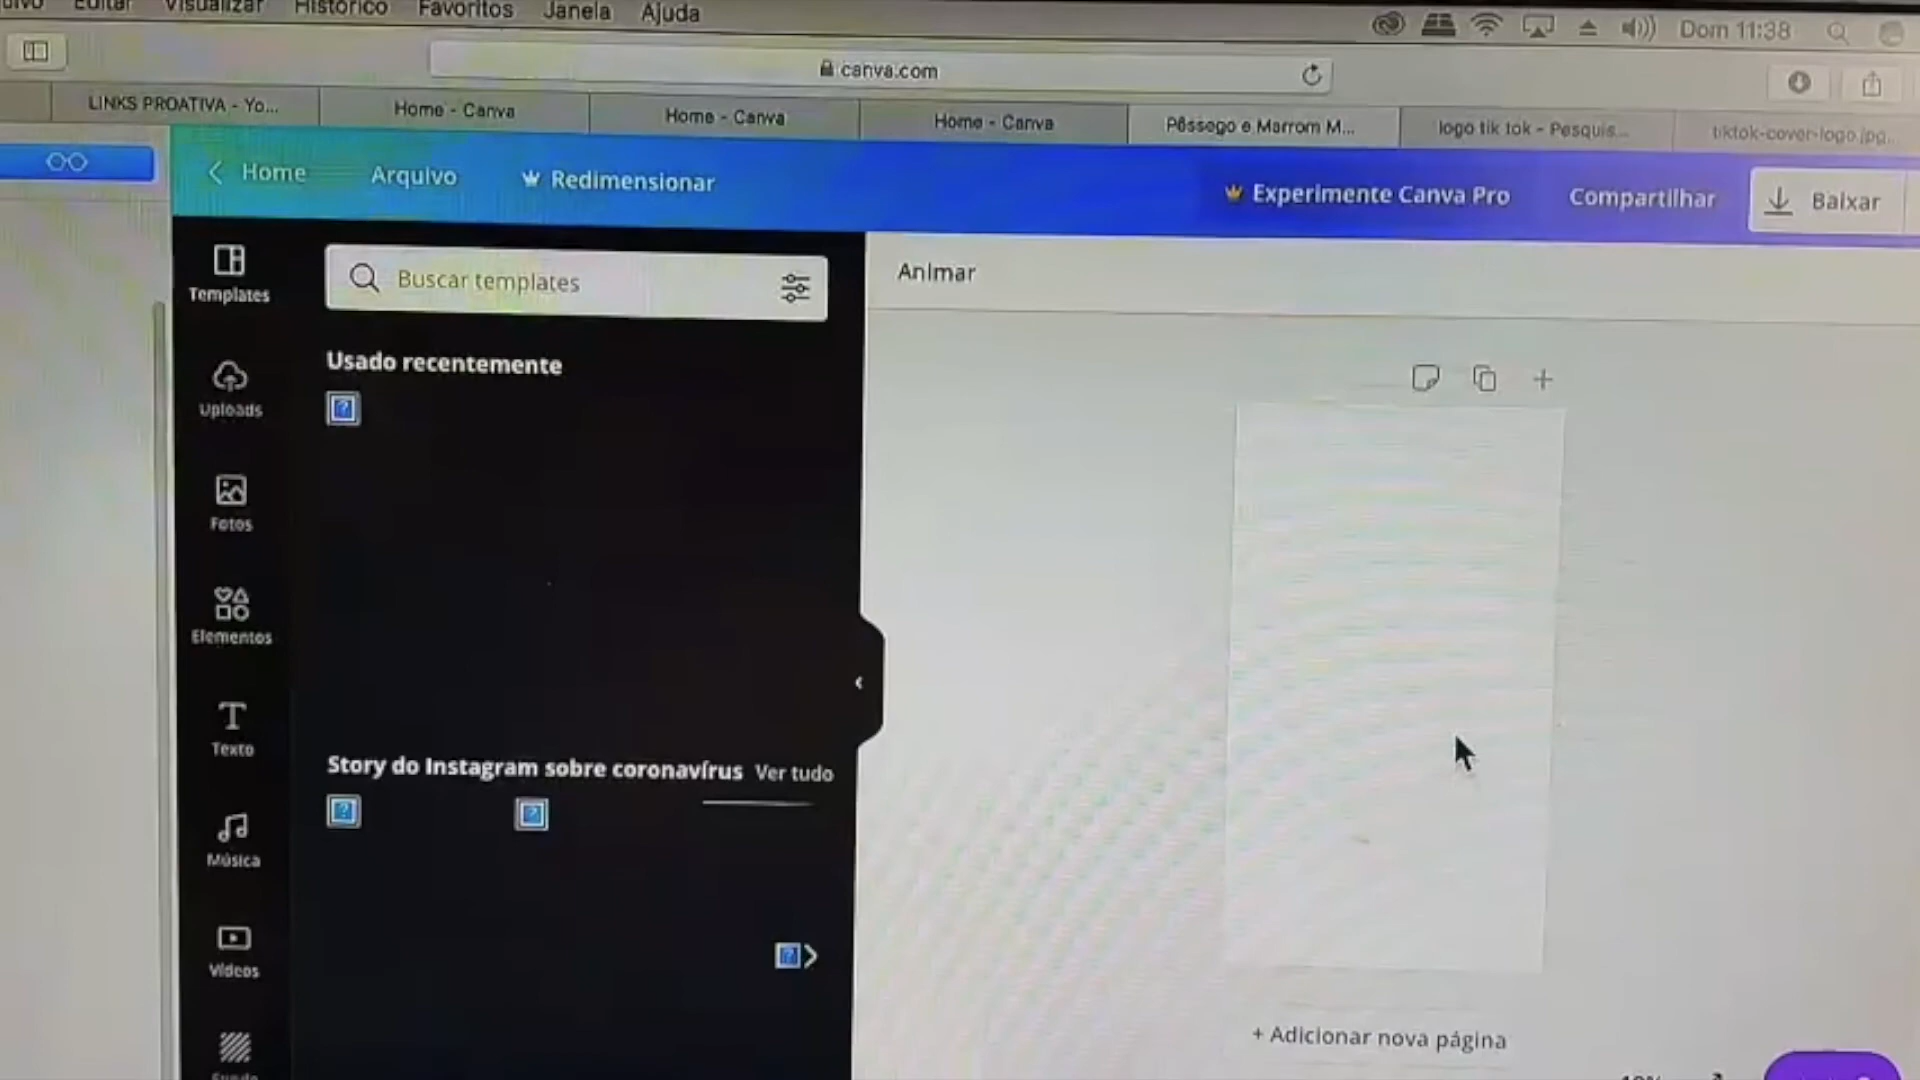 Editar Visualizar Histórico Favoritos Janela Ajuda
Dom 11:38
canva.com
LINKS PROATIVA - Yo...
Home - Canva
Home - Canva
Home - Canva
Pêssego e Marrom M...
logo tik tok - Pesquis...
tiktok-cover-logo.jpg...
Home
Arquivo
Redimensionar
Experimente Canva Pro
Compartilhar
Baixar
Templates
Uploads
Fotos
Elementos
Texto
Música
Vídeos
Buscar templates
Usado recentemente
Story do Instagram sobre coronavírus Ver tudo
Animar
+ Adicionar nova página